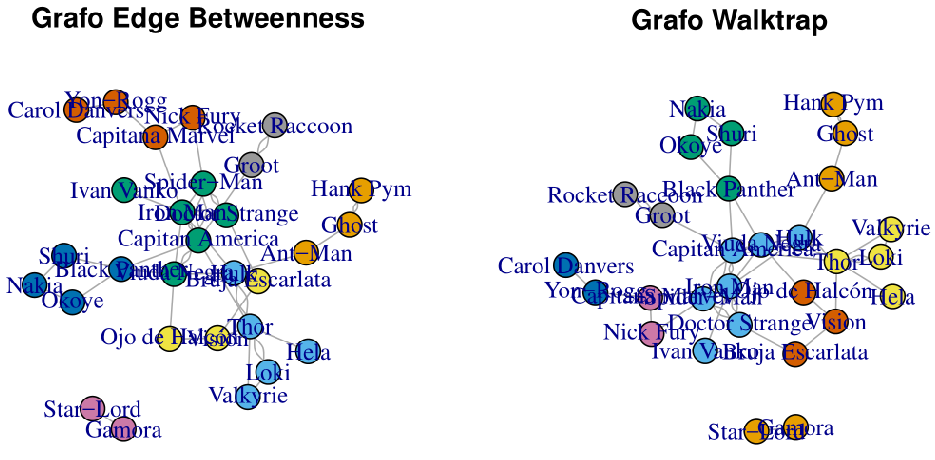 Grafo Edge Betweenness
Yon-Rogg
Carol Danvers
Nick Fury
Capitana Marvel
Rocket Raccoon
Groot
Ivan Vanko
Spider-Man
Hank Pym
Iron Man
Doctor Strange
Ghost
Capitan America
Ant-Man
Shuri
Black Panther
Viuda Negra
Hulk
Bruja Escarlata
Nakia
Okoye
Ojo de Halcón
Vision
Thor
Hela
Loki
Valkyrie
Star-Lord
Gamora
Grafo Walktrap
Nakia
Hank Pym
Shuri
Ghost
Okoye
Black Panther
Ant-Man
Rocket Raccoon
Groot
Valkyrie
Hulk
Viuda Negra
Capitan America
Loki
Thor
Carol Danvers
Yon-Rogg
Capitana Marvel
Spider-Man
Iron Man
Ojo de Halcón
Hela
Nick Fury
Doctor Strange
Vision
Ivan Vanko
Bruja Escarlata
Star-Lord
Gamora